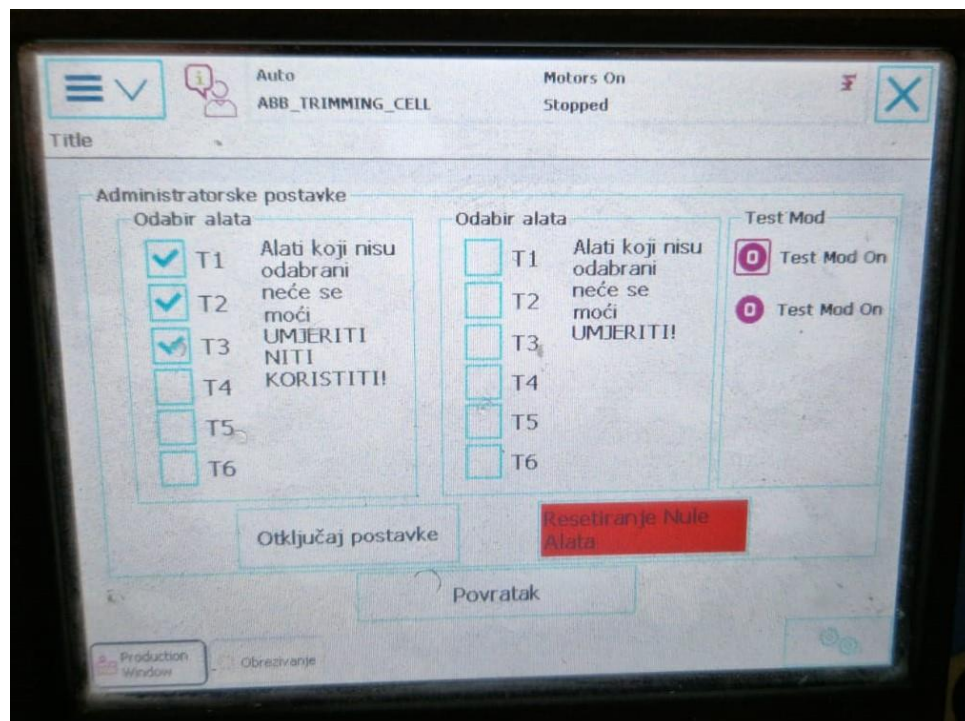 Auto
Motors On
ABB_TRIMMING_CELL
Stopped
Title
Administratorske postavke
Odabir alata
T1
T2
T3
T4
T5
T6
Alati koji nisu
odabrani
neće se
moći
UMJERITI
NITI
KORISTITI!
Odabir alata
T1
T2
T3
T4
T5
T6
Alati koji nisu
odabrani
neće se
moći
UMJERITI!
Test Mod
Test Mod On
Test Mod On
Otključaj postavke
Resetiranje Nule
Alata
Povratak
Production
Window
Obrezivanje